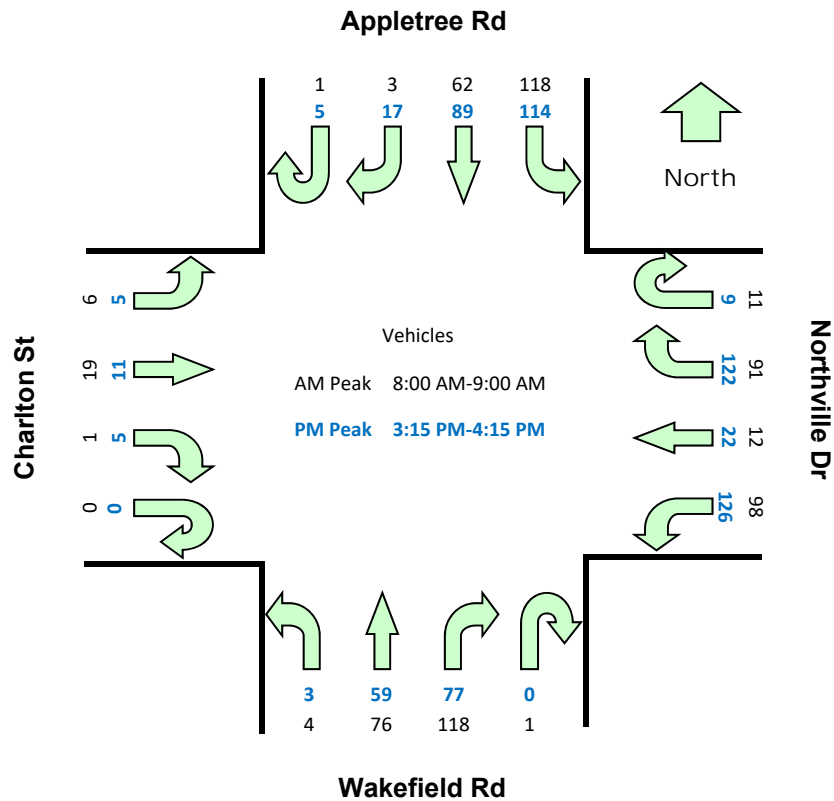 Appletree Rd
1 3 62 118
5 17 89 114
North
6 5
19 11
1 5
0 0
Charlton St
Vehicles
AM Peak 8:00 AM-9:00 AM
PM Peak 3:15 PM-4:15 PM
9 11
122 91
22 12
126 98
Northville Dr
3 59 77 0
4 76 118 1
Wakefield Rd